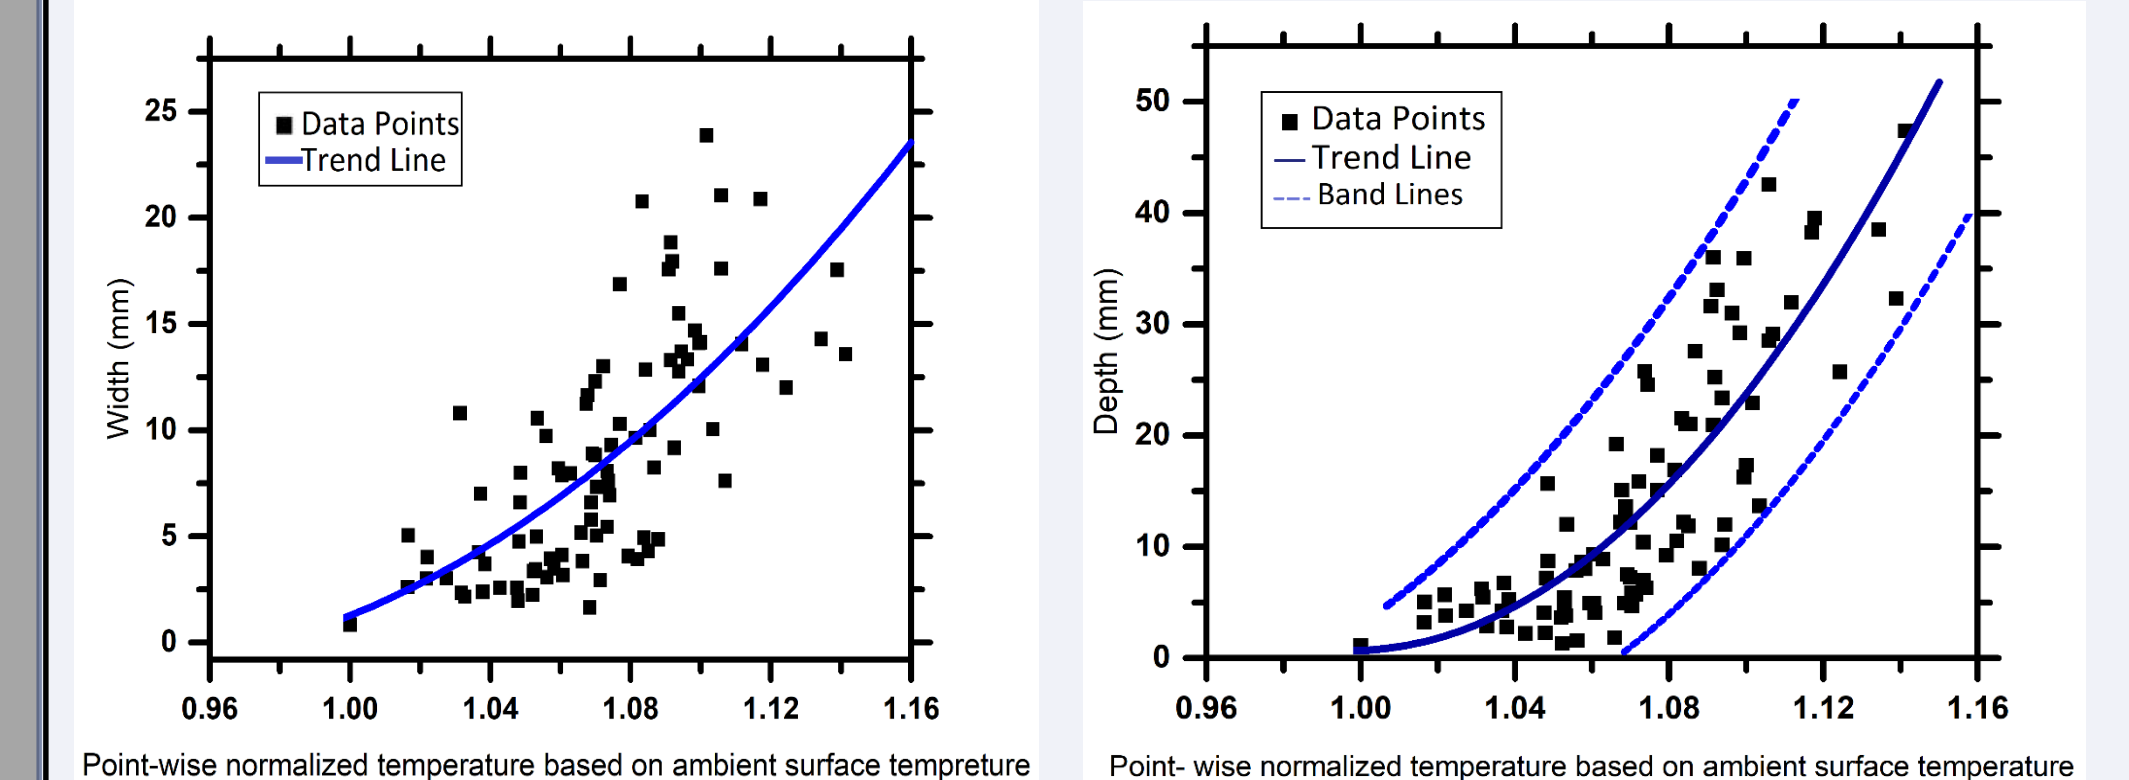 Data Points
Trend Line
25
20
15
10
5
0
Width (mm)
0.96 1.00 1.04 1.08 1.12 1.16
Point-wise normalized temperature based on ambient surface tempreture
Data Points
Trend Line
Band Lines
50
40
30
20
10
0
Depth (mm)
0.96 1.00 1.04 1.08 1.12 1.16
Point- wise normalized temperature based on ambient surface temperature